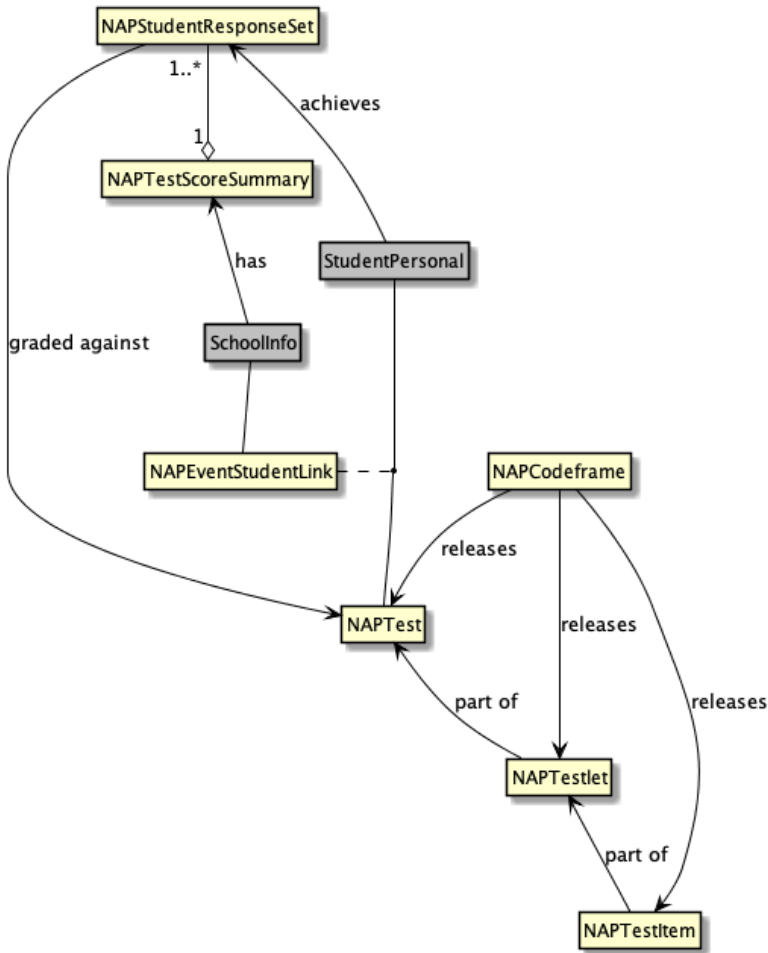 NAPStudentResponseSet
1..*
achieves
1
NAPTestScoreSummary
has
StudentPersonal
graded against
SchoolInfo
NAPEventStudentLink
NAPCodeframe
releases
NAPTest
releases
part of
releases
NAPTestlet
part of
NAPTestItem